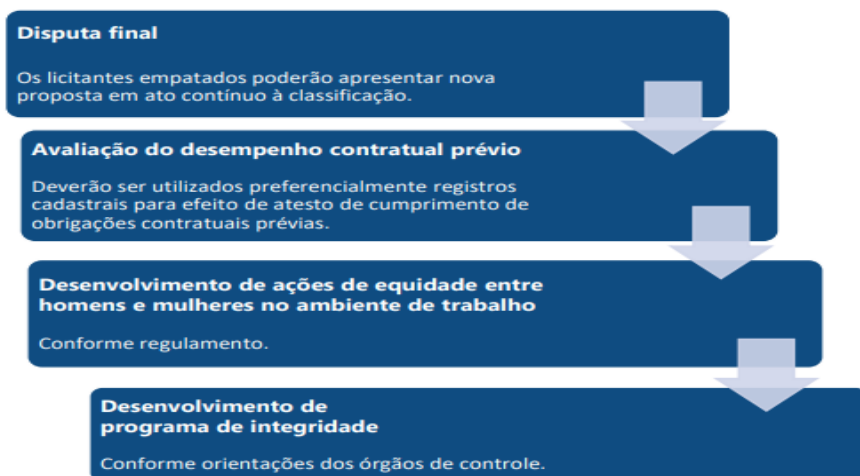 Disputa final
Os licitantes empatados poderão apresentar nova
proposta em ato contínuo à classificação.
Avaliação do desempenho contratual prévio
Deverão ser utilizados preferencialmente registros
cadastrais para efeito de atesto de cumprimento de
obrigações contratuais prévias.
Desenvolvimento de ações de equidade entre
homens e mulheres no ambiente de trabalho
Conforme regulamento.
Desenvolvimento de
programa de integridade
Conforme orientações dos órgãos de controle.